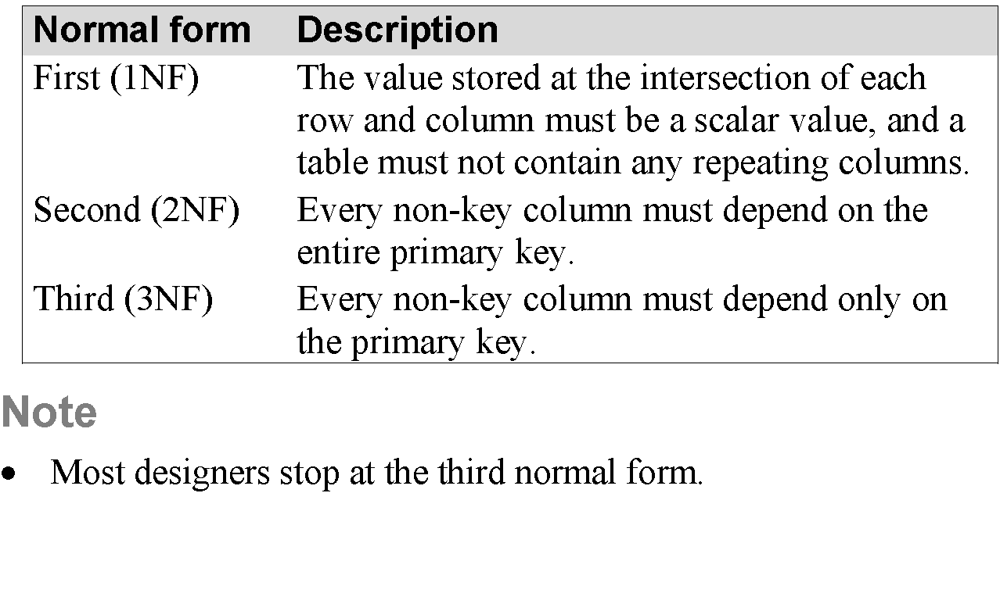 Normal form Description
First (1NF) The value stored at the intersection of each
row and column must be a scalar value, and a
table must not contain any repeating columns.
Second (2NF) Every non-key column must depend on the
entire primary key.
Third (3NF) Every non-key column must depend only on
the primary key.
Note
• Most designers stop at the third normal form.